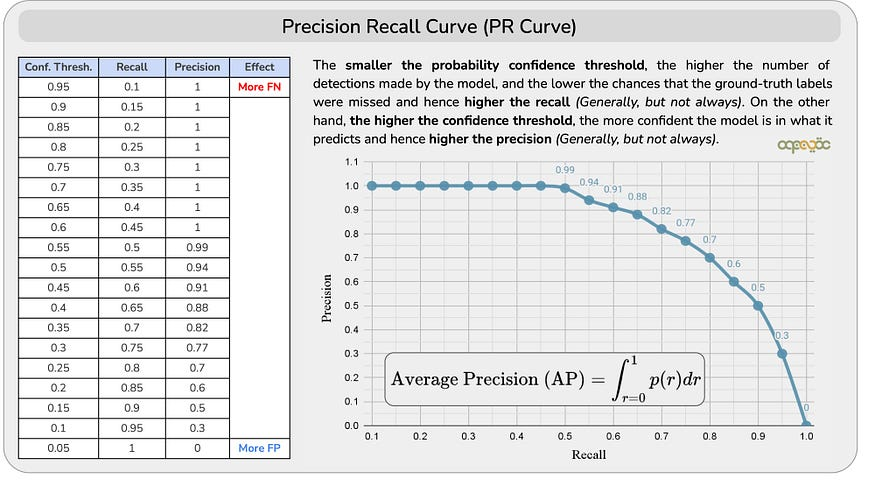 Precision Recall Curve (PR Curve)
Conf. Thresh. Recall Precision Effect
0.95 0.1 1 More FN
0.9 0.15 1
0.85 0.2 1
0.8 0.25 1
0.75 0.3 1
0.7 0.35 1
0.65 0.4 1
0.6 0.45 1
0.55 0.5 0.99
0.5 0.55 0.94
0.45 0.6 0.91
0.4 0.65 0.88
0.35 0.7 0.82
0.3 0.75 0.77
0.25 0.8 0.7
0.2 0.85 0.6
0.15 0.9 0.5
0.1 0.95 0.3
0.05 1 0 More FP
The smaller the probability confidence threshold, the higher the number of
detections made by the model, and the lower the chances that the ground-truth labels
were missed and hence higher the recall (Generally, but not always). On the other
hand, the higher the confidence threshold, the more confident the model is in what it
predicts and hence higher the precision (Generally, but not always).
1.1
1.0
0.9
0.8
0.7
0.6
0.5
0.4
0.3
0.2
0.1
0.0
Precision
0.99
0.94
0.91
0.88
0.82
0.77
0.7
0.6
0.5
0.3
0
Average Precision (AP) = ∫_{r=0}^{1} p(r)dr
0.1 0.2 0.3 0.4 0.5 0.6 0.7 0.8 0.9 1.0
Recall